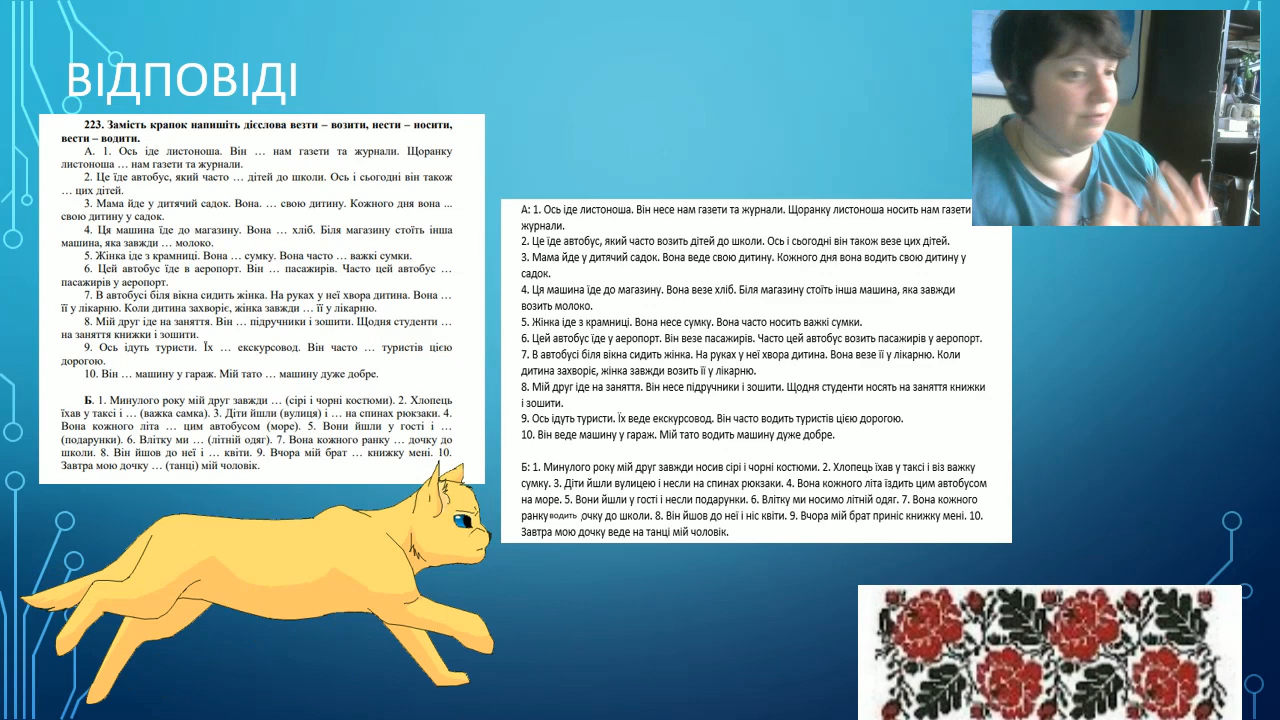 ВІДПОВІДІ
223. Замість крапок напишіть дієслова везти – возити, нести – носити,
вести – водити.
А. 1. Ось іде листоноша. Він … нам газети та журнали. Щоранку
листоноша … нам газети та журнали.
2. Це їде автобус, який часто … дітей до школи. Ось і сьогодні він також
… цих дітей.
3. Мама йде у дитячий садок. Вона. … свою дитину. Кожного дня вона ...
свою дитину у садок.
4. Ця машина їде до магазину. Вона … хліб. Біля магазину стоїть інша
машина, яка завжди … молоко.
5. Жінка іде з крамниці. Вона … сумку. Вона часто … важкі сумки.
6. Цей автобус їде в аеропорт. Він … пасажирів. Часто цей автобус …
пасажирів у аеропорт.
7. В автобусі біля вікна сидить жінка. На руках у неї хвора дитина. Вона …
її у лікарню. Коли дитина захворіє, жінка завжди … її у лікарню.
8. Мій друг іде на заняття. Він … підручники і зошити. Щодня студенти …
на заняття книжки і зошити.
9. Ось ідуть туристи. Їх … екскурсовод. Він часто … туристів цією
дорогою.
10. Він … машину у гараж. Мій тато … машину дуже добре.
Б. 1. Минулого року мій друг завжди … (сірі і чорні костюми). 2. Хлопець
їхав у таксі і … (важка самка). 3. Діти йшли (вулиця) і … на спинах рюкзаки. 4.
Вона кожного літа … цим автобусом (море). 5. Вони йшли у гості і …
(подарунки). 6. Влітку ми … (літній одяг). 7. Вона кожного ранку … дочку до
школи. 8. Він йшов до неї і … квіти. 9. Вчора мій брат … книжку мені. 10.
Завтра мою дочку … (танці) мій чоловік.
А: 1. Ось іде листоноша. Він несе нам газети та журнали. Щоранку листоноша носить нам газети
журнали.
2. Це їде автобус, який часто возить дітей до школи. Ось і сьогодні він також везе цих дітей.
3. Мама йде у дитячий садок. Вона веде свою дитину. Кожного дня вона водить свою дитину у
садок.
4. Ця машина їде до магазину. Вона везе хліб. Біля магазину стоїть інша машина, яка завжди
возить молоко.
5. Жінка іде з крамниці. Вона несе сумку. Вона часто носить важкі сумки.
6. Цей автобус їде у аеропорт. Він везе пасажирів. Часто цей автобус возить пасажирів у аеропорт.
7. В автобусі біля вікна сидить жінка. На руках у неї хвора дитина. Вона везе її у лікарню. Коли
дитина захворіє, жінка завжди возить її у лікарню.
8. Мій друг іде на заняття. Він несе підручники і зошити. Щодня студенти носять на заняття книжки
і зошити.
9. Ось ідуть туристи. Їх веде екскурсовод. Він часто водить туристів цією дорогою.
10. Він веде машину у гараж. Мій тато водить машину дуже добре.
Б: 1. Минулого року мій друг завжди носив сірі і чорні костюми. 2. Хлопець їхав у таксі і віз важку
сумку. 3. Діти йшли вулицею і несли на спинах рюкзаки. 4. Вона кожного літа їздить цим автобусом
на море. 5. Вони йшли у гості і несли подарунки. 6. Влітку ми носимо літній одяг. 7. Вона кожного
ранку водить очку до школи. 8. Він йшов до неї і ніс квіти. 9. Вчора мій брат приніс книжку мені. 10.
Завтра мою дочку веде на танці мій чоловік.